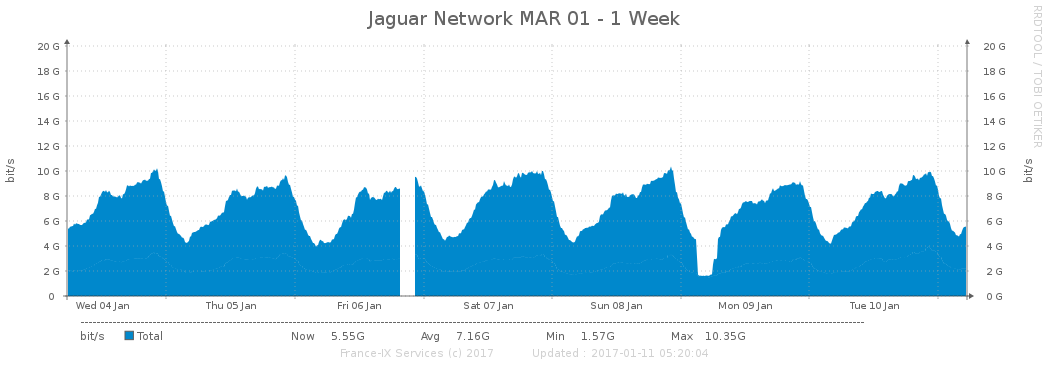 Jaguar Network MAR 01 - 1 Week
RRDTOOL / TOBI OETIKER
bit/s
20 G 20 G
18 G 18 G
16 G 16 G
14 G 14 G
12 G 12 G
10 G 10 G
8 G 8 G
6 G 6 G
4 G 4 G
2 G 2 G
0 0 G
bit/s
Wed 04 Jan Thu 05 Jan Fri 06 Jan Sat 07 Jan Sun 08 Jan Mon 09 Jan Tue 10 Jan
bit/s Total Now 5.55G Avg 7.16G Min 1.57G Max 10.35G
France-IX Services (c) 2017 Updated : 2017-01-11 05:20:04